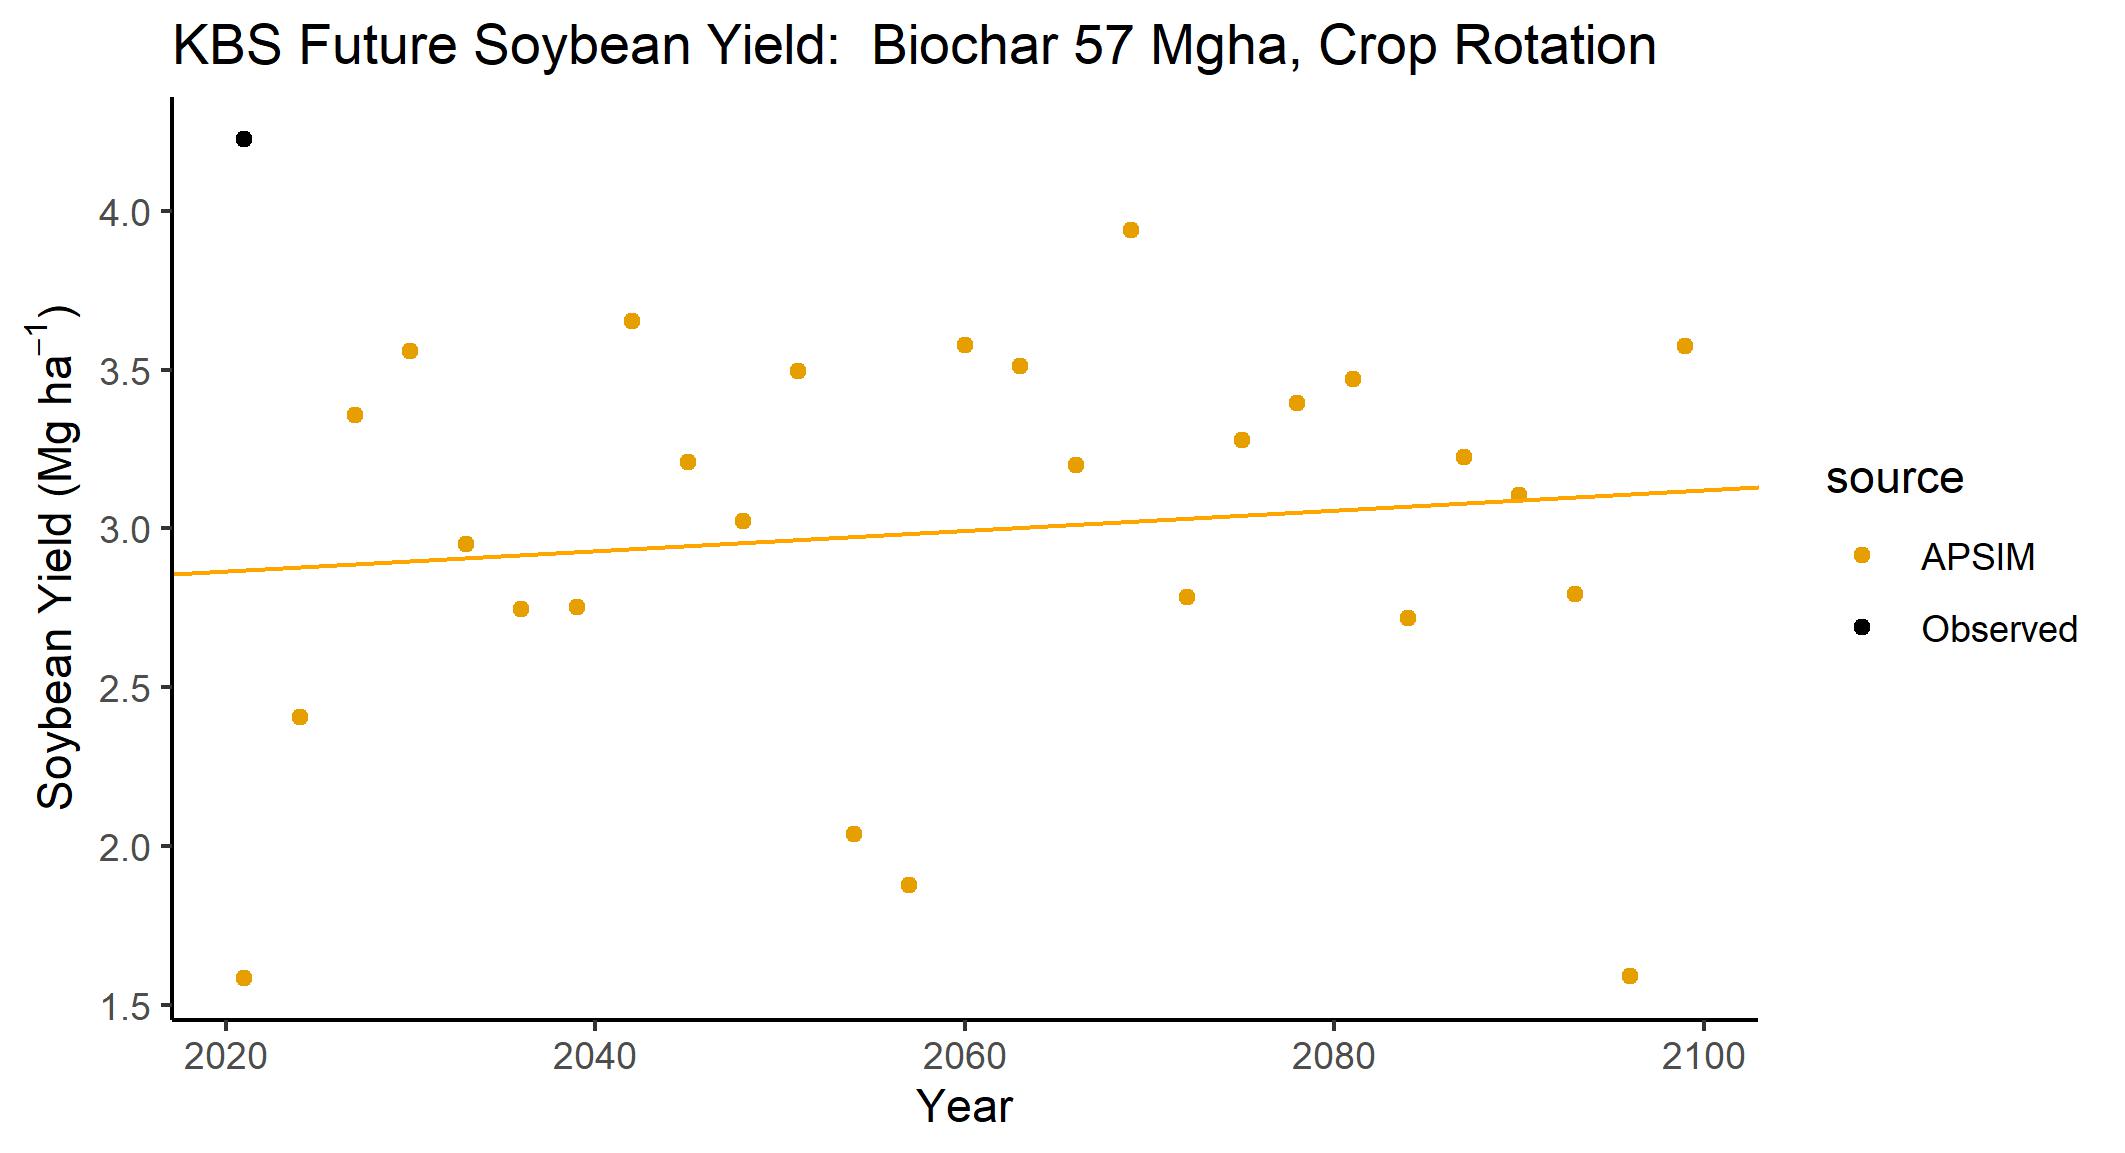 KBS Future Soybean Yield:  Biochar 57 Mgha, Crop Rotation
Soybean Yield (Mg ha⁻¹)
4.0
3.5
3.0
2.5
2.0
1.5
2020 2040 2060 2080 2100
Year
source
APSIM
Observed